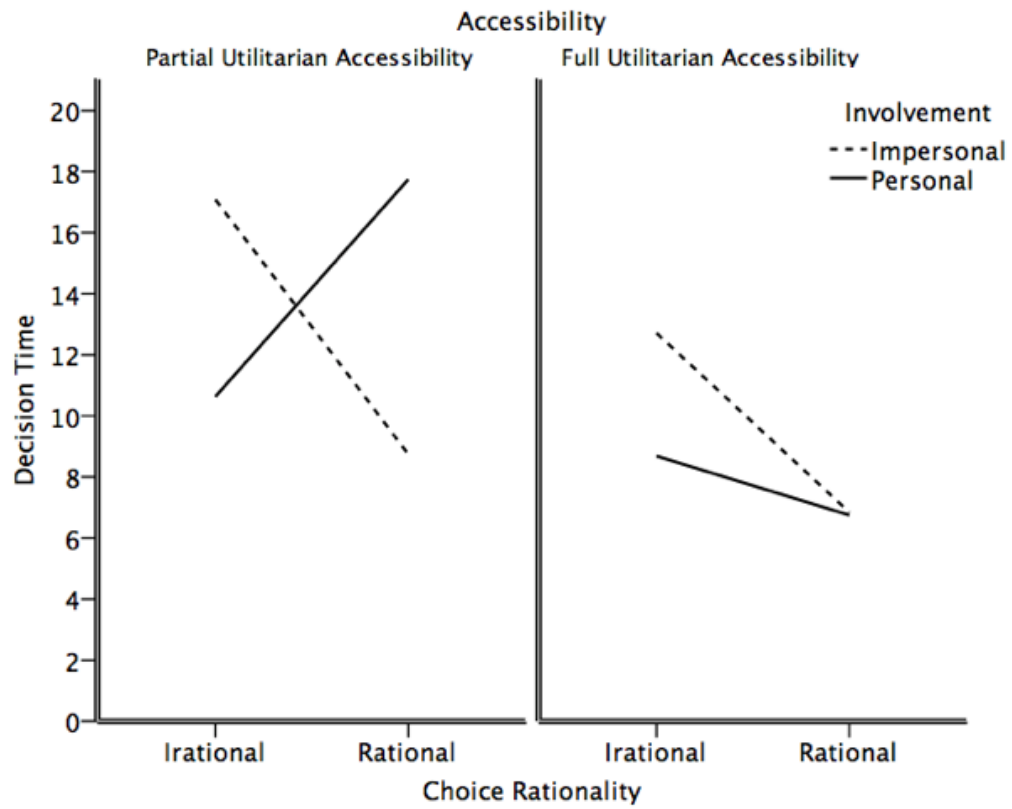 Accessibility
Partial Utilitarian Accessibility
Full Utilitarian Accessibility
Involvement
Impersonal
Personal
20
18
16
14
12
10
8
6
4
2
0
Decision Time
Irational
Rational
Irational
Rational
Choice Rationality